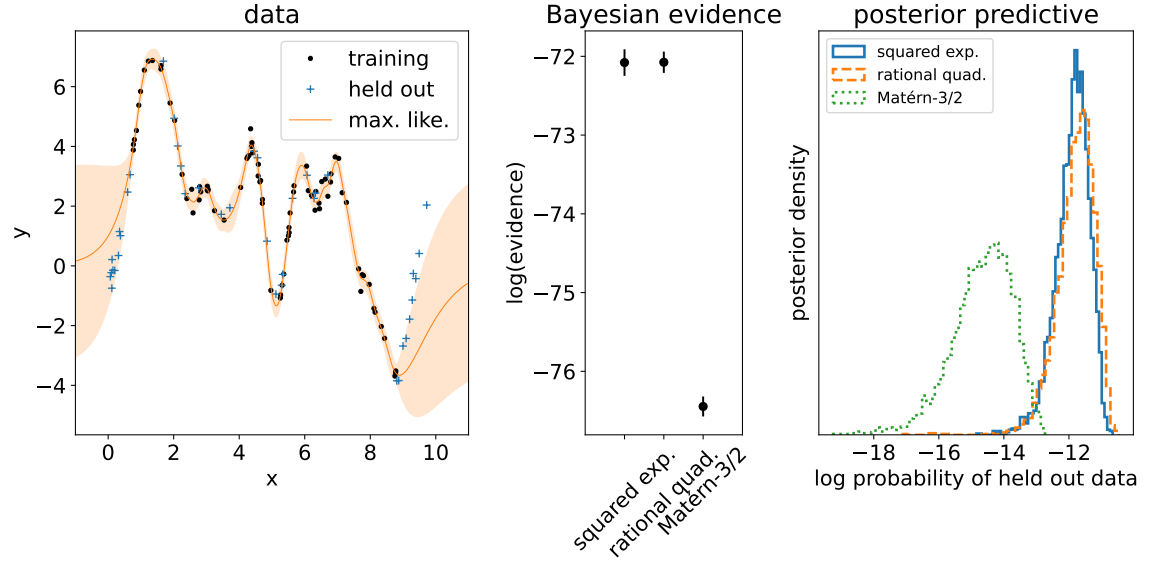 data
training
held out
max. like.
6
4
2
0
−2
−4
y
0
2
4
6
8
10
x
Bayesian evidence
−72
−73
−74
−75
−76
log(evidence)
squared exp.
rational quad.
Matérn-3/2
posterior predictive
squared exp.
rational quad.
Matérn-3/2
posterior density
−18
−16
−14
−12
log probability of held out data